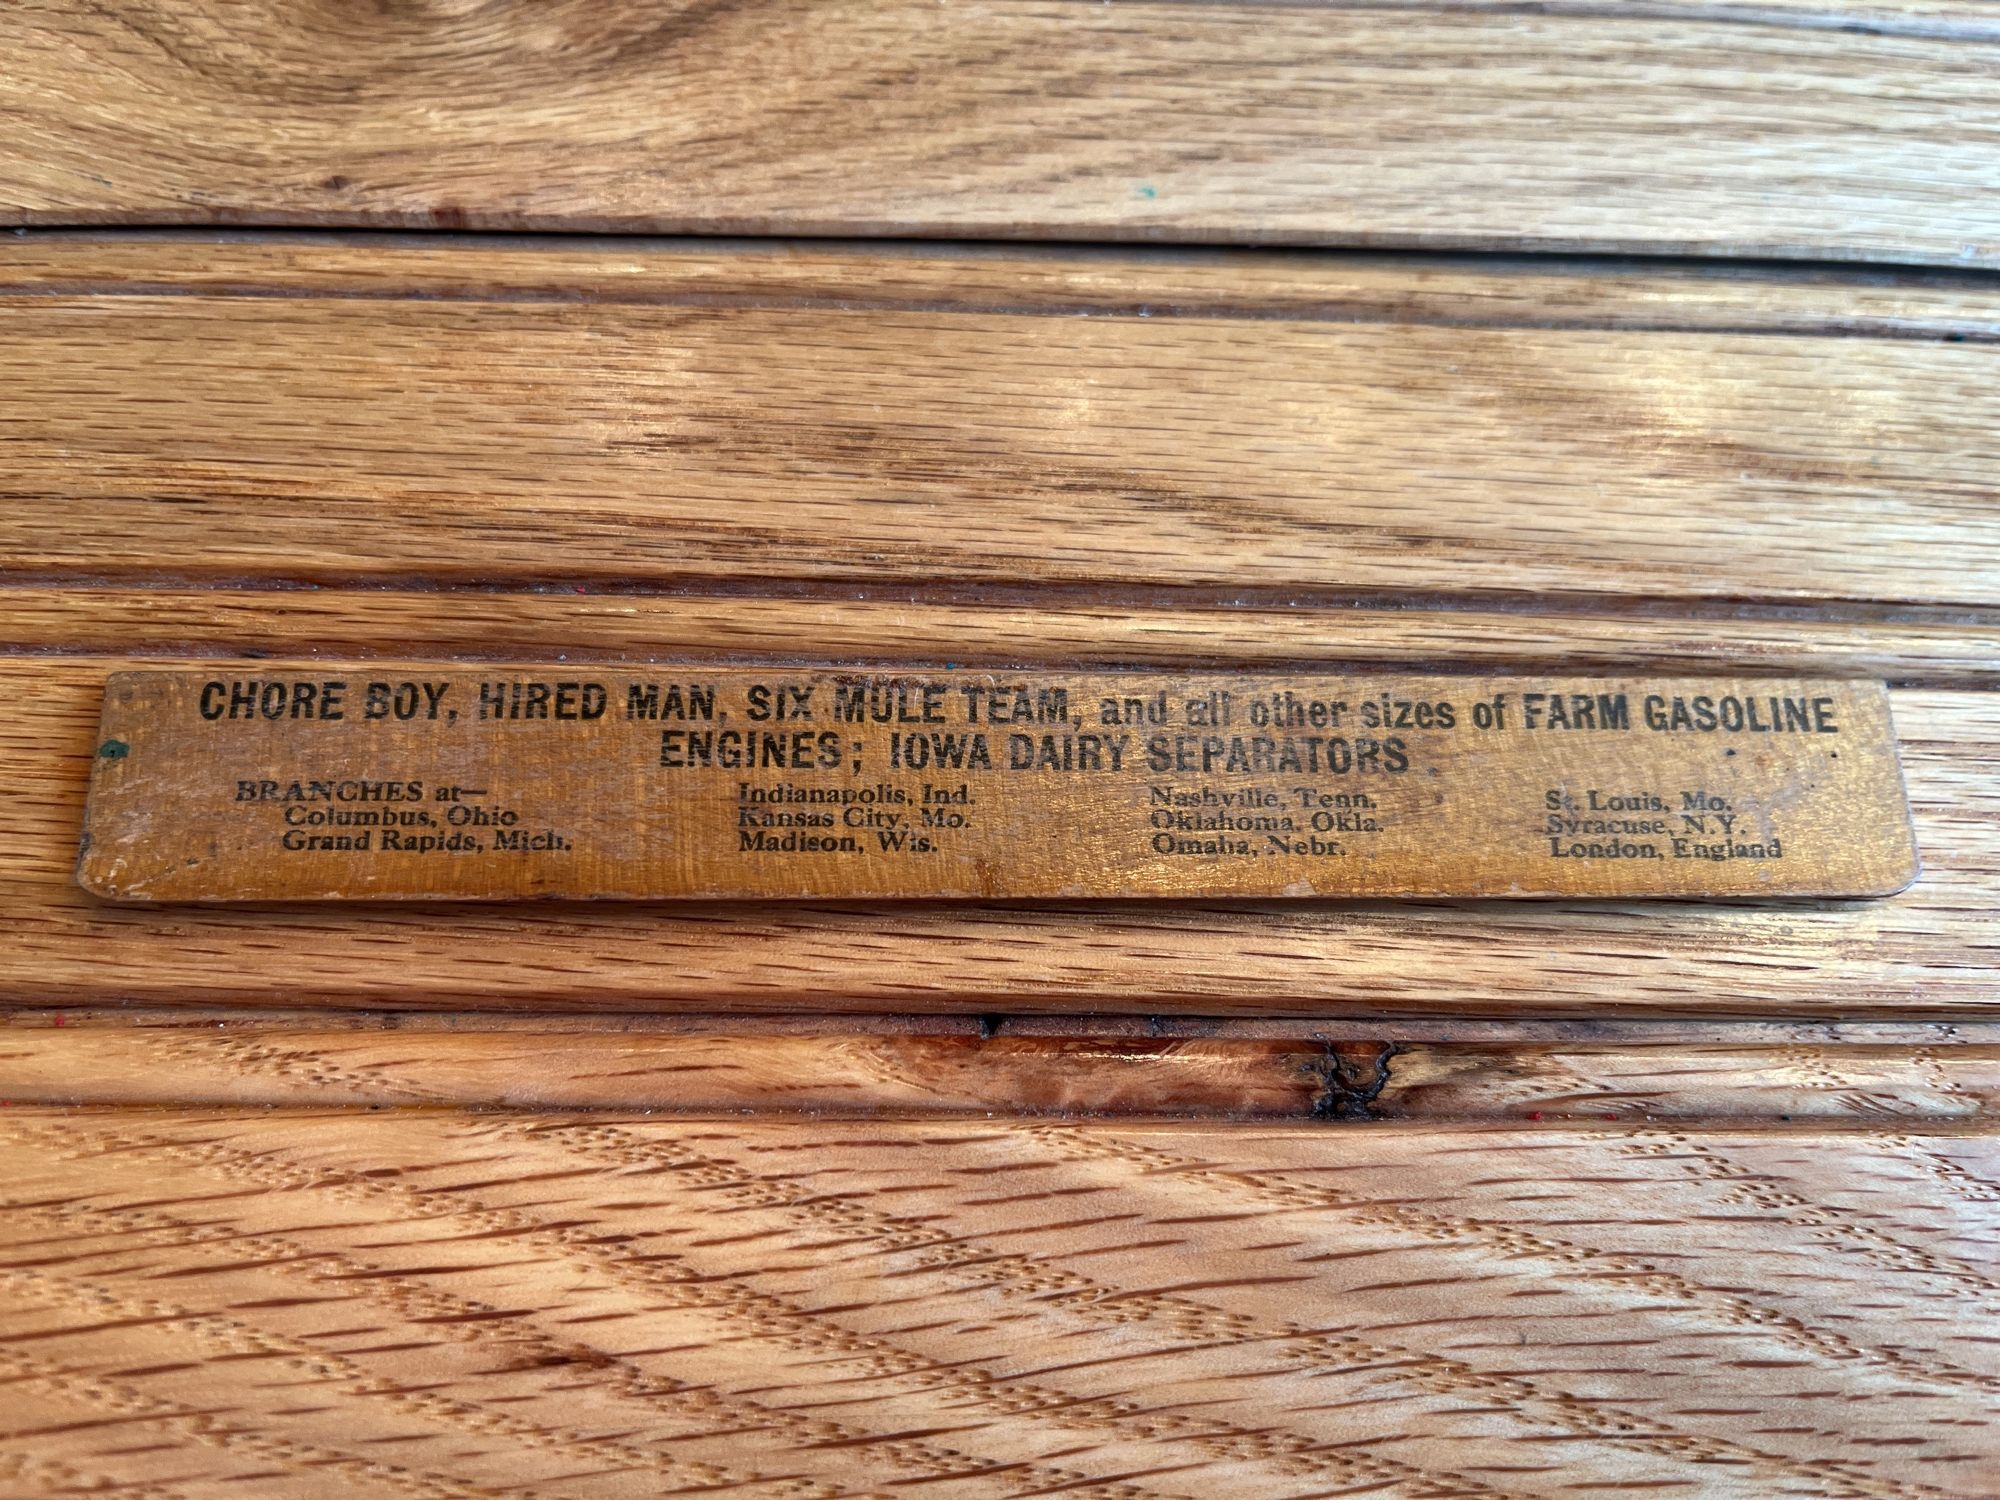 CHORE BOY, HIRED MAN, SIX MULE TEAM, and all other sizes of FARM GASOLINE
ENGINES; IOWA DAIRY SEPARATORS
BRANCHES at—
Columbus, Ohio
Grand Rapids, Mich.
Indianapolis, Ind.
Kansas City, Mo.
Madison, Wis.
Nashville, Tenn.
Oklahoma, Okla.
Omaha, Nebr.
St. Louis, Mo.
Syracuse, N.Y.
London, England